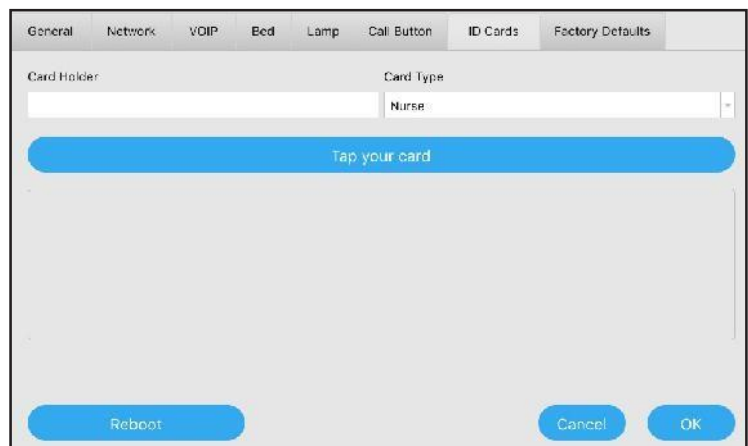 General Network VOIP Bed Lamp Call Button ID Cards Factory Defaults
Card Holder Card Type
Nurse
Tap your card
Reboot Cancel OK